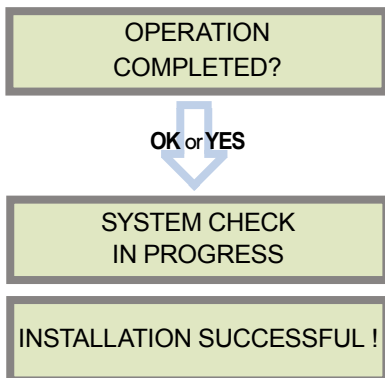 OPERATION
COMPLETED?
OK or YES
SYSTEM CHECK
IN PROGRESS
INSTALLATION SUCCESSFUL !